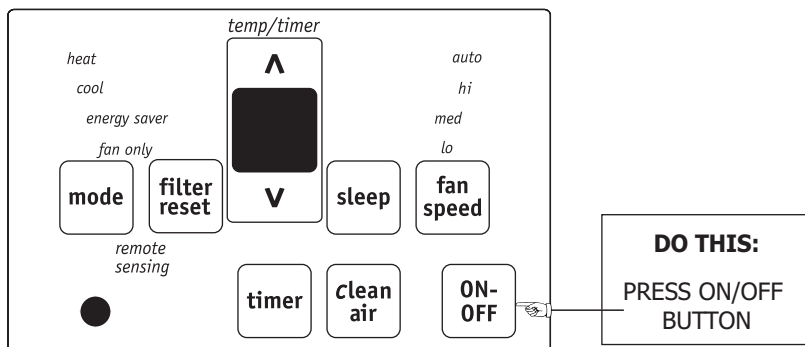 temp/timer
heat
cool
energy saver
fan only
auto
hi
med
lo
mode
filter
reset
sleep
fan
speed
remote
sensing
timer
clean
air
ON-
OFF
DO THIS:
PRESS ON/OFF
BUTTON